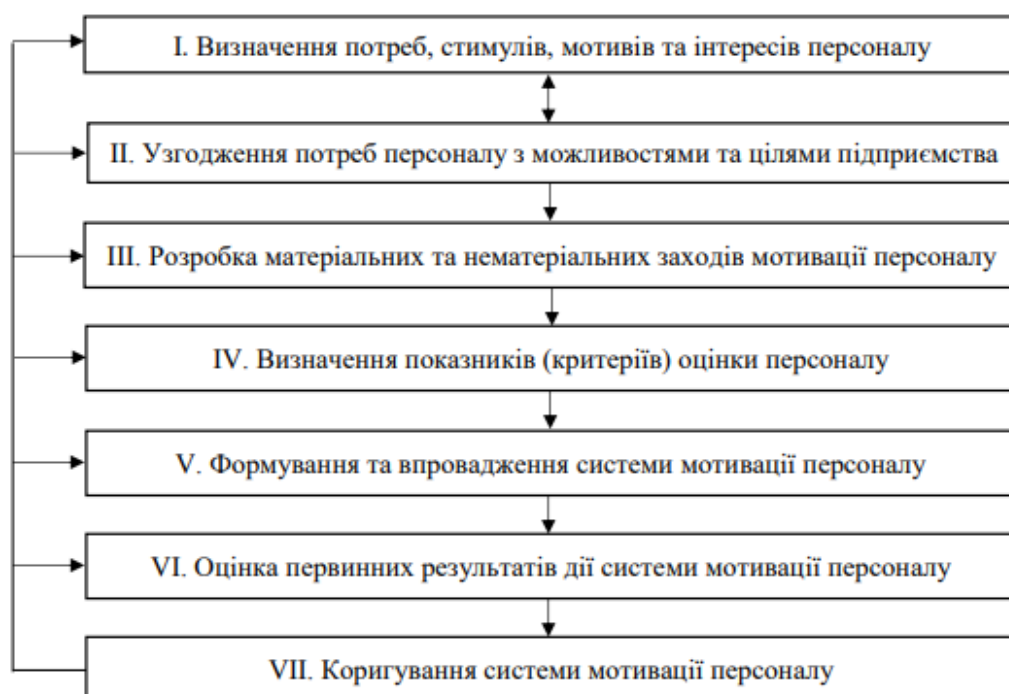 I. Визначення потреб, стимулів, мотивів та інтересів персоналу
II. Узгодження потреб персоналу з можливостями та цілями підприємства
III. Розробка матеріальних та нематеріальних заходів мотивації персоналу
IV. Визначення показників (критеріїв) оцінки персоналу
V. Формування та впровадження системи мотивації персоналу
VI. Оцінка первинних результатів дії системи мотивації персоналу
VII. Коригування системи мотивації персоналу